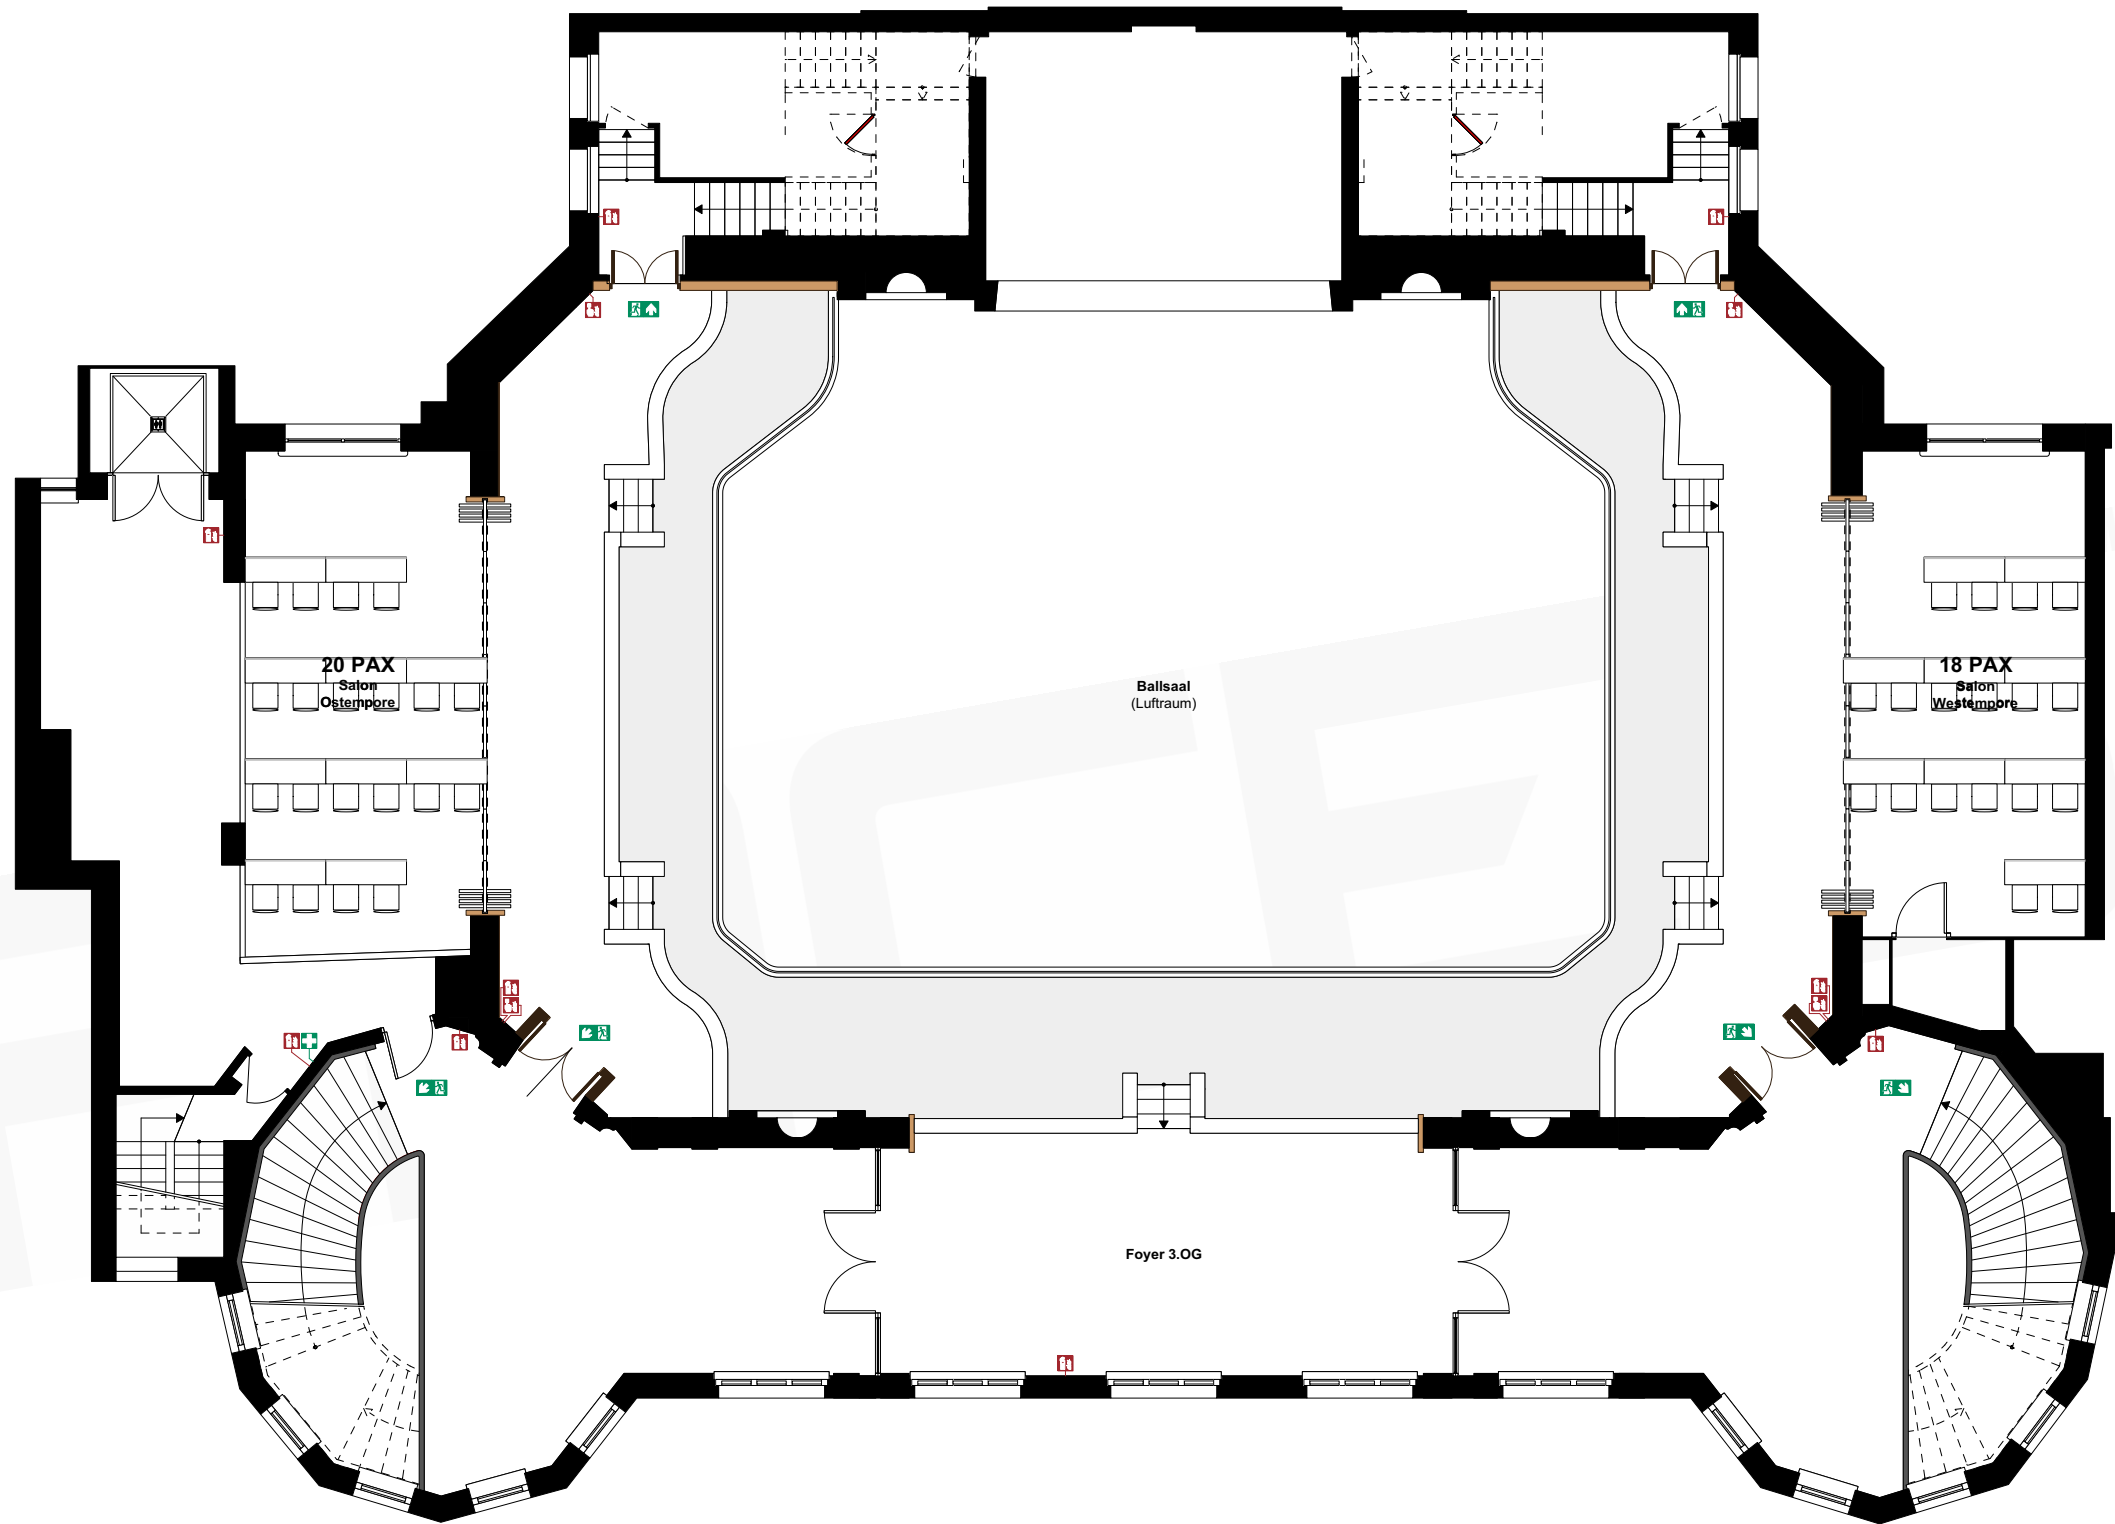 20 PAX
Salon
Ostempore
Ballsaal
(Luftraum)
18 PAX
Salon
Westempore
Foyer 3.OG